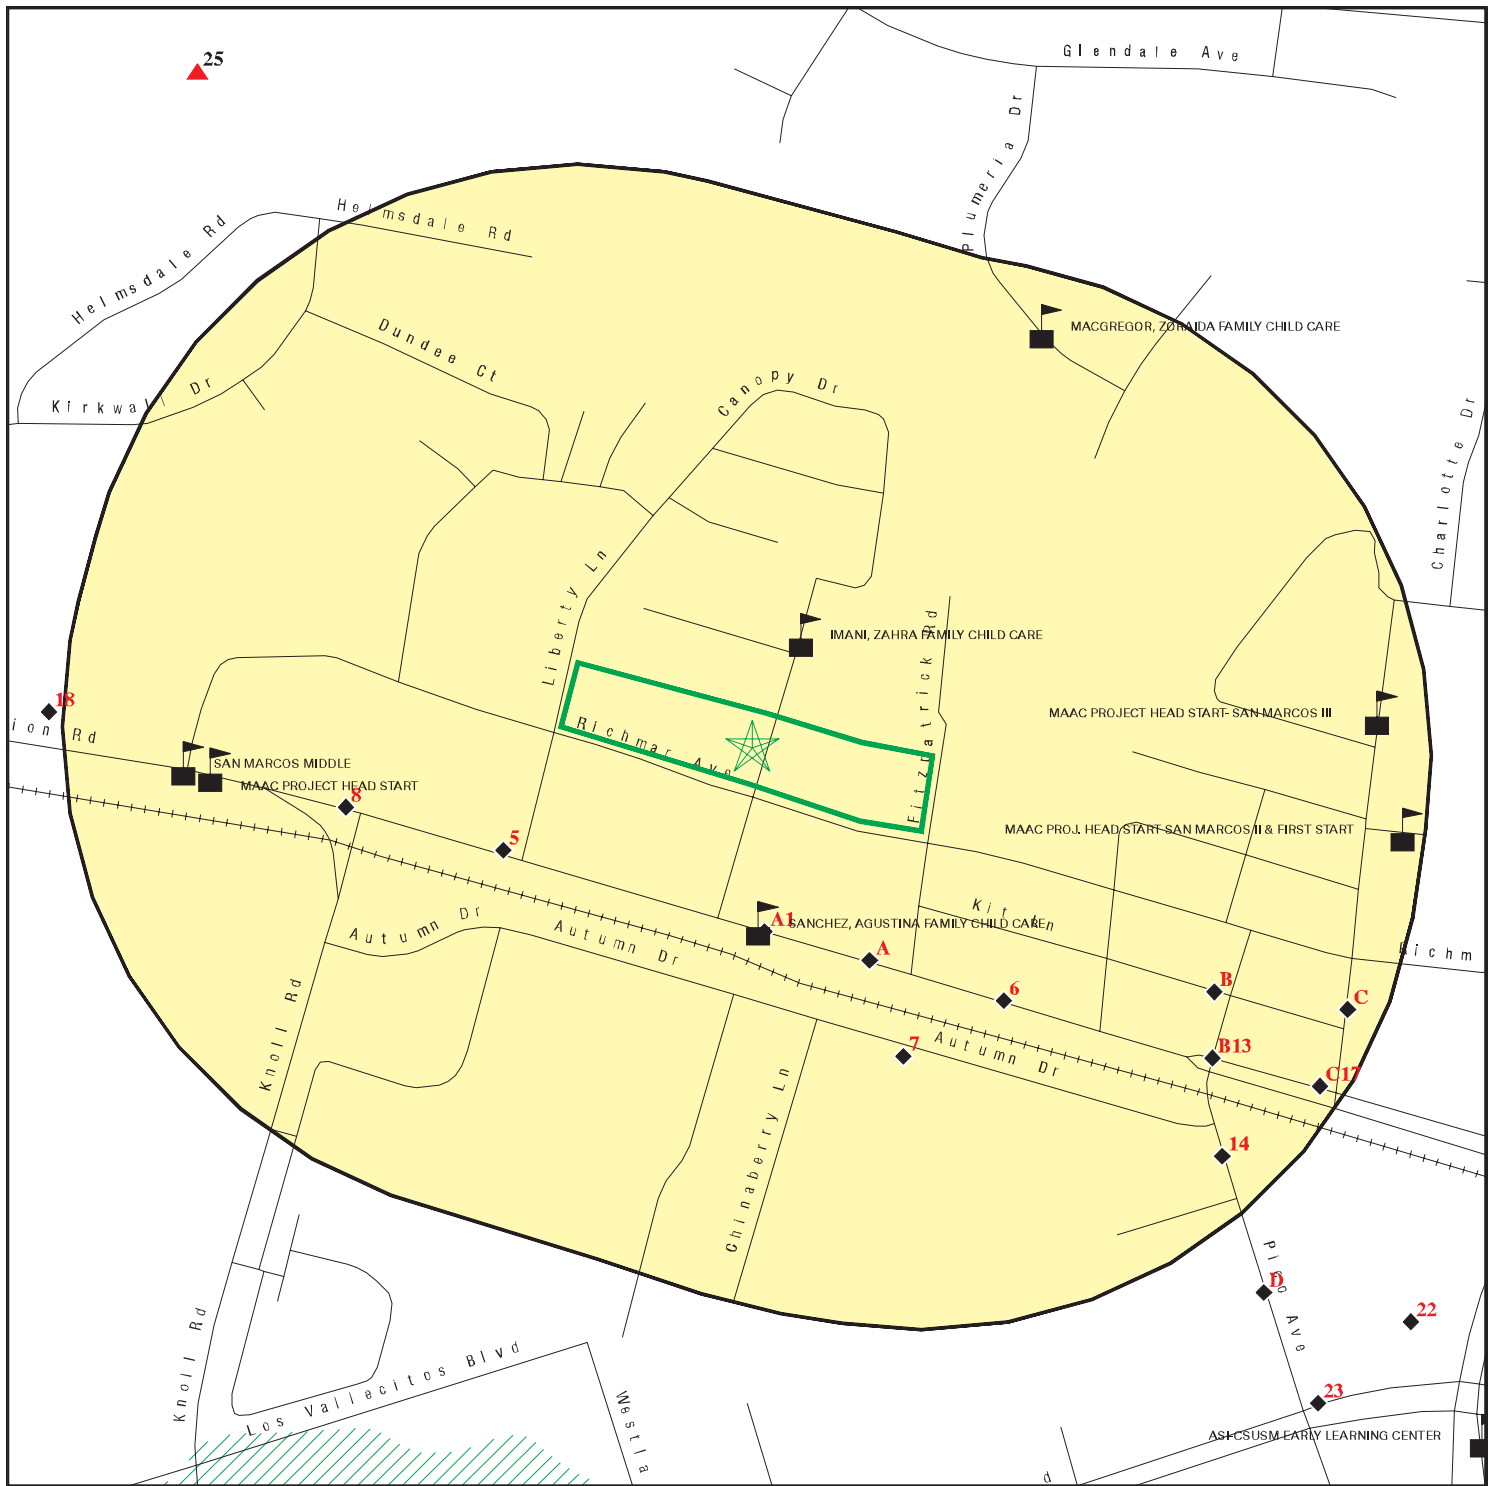 25
Glendale Ave
Plumeria Dr
Helmsdale Rd
Helmsdale Rd
MACGREGOR, ZORAIDA FAMILY CHILD CARE
Dundee Ct
Canopy Dr
Kirkwall Dr
Charlotte Dr
Liberty Ln
IMANI, ZAHRA FAMILY CHILD CARE
Fitzpatrick Rd
18
ion Rd
MAAC PROJECT HEAD START- SAN MARCOS III
Richmar Ave
SAN MARCOS MIDDLE
MAAC PROJECT HEAD START
8
5
MAAC PROJ. HEAD START SAN MARCOS II & FIRST START
Kit Ln
A1
SANCHEZ, AGUSTINA FAMILY CHILD CARE
Autumn Dr
Autumn Dr
A
Richm
6
B
C
Knoll Rd
7
Autumn Dr
B13
C17
Chinaberry Ln
14
Pico Ave
D
22
Knoll Rd
Los Vallecitos Blvd
Westla
23
ASI-CSUSM EARLY LEARNING CENTER
d